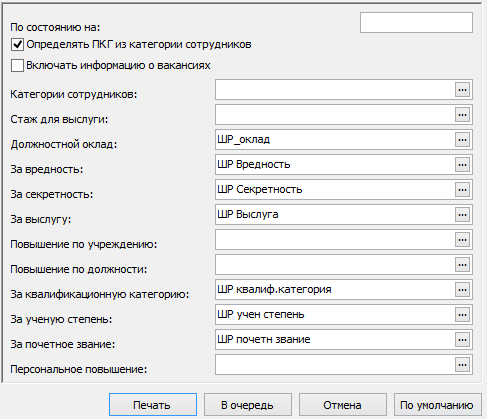 По состоянию на:
Определять ПКГ из категории сотрудников
Включать информацию о вакансиях
Категории сотрудников: ...
Стаж для выслуги: ...
Должностной оклад: ШР_оклад ...
За вредность: ШР Вредность ...
За секретность: ШР Секретность ...
За выслугу: ШР Выслуга ...
Повышение по учреждению: ...
Повышение по должности: ...
За квалификационную категорию: ШР квалиф.категория ...
За ученую степень: ШР учен степень ...
За почетное звание: ШР почетн звание ...
Персональное повышение: ...
Печать В очередь Отмена По умолчанию